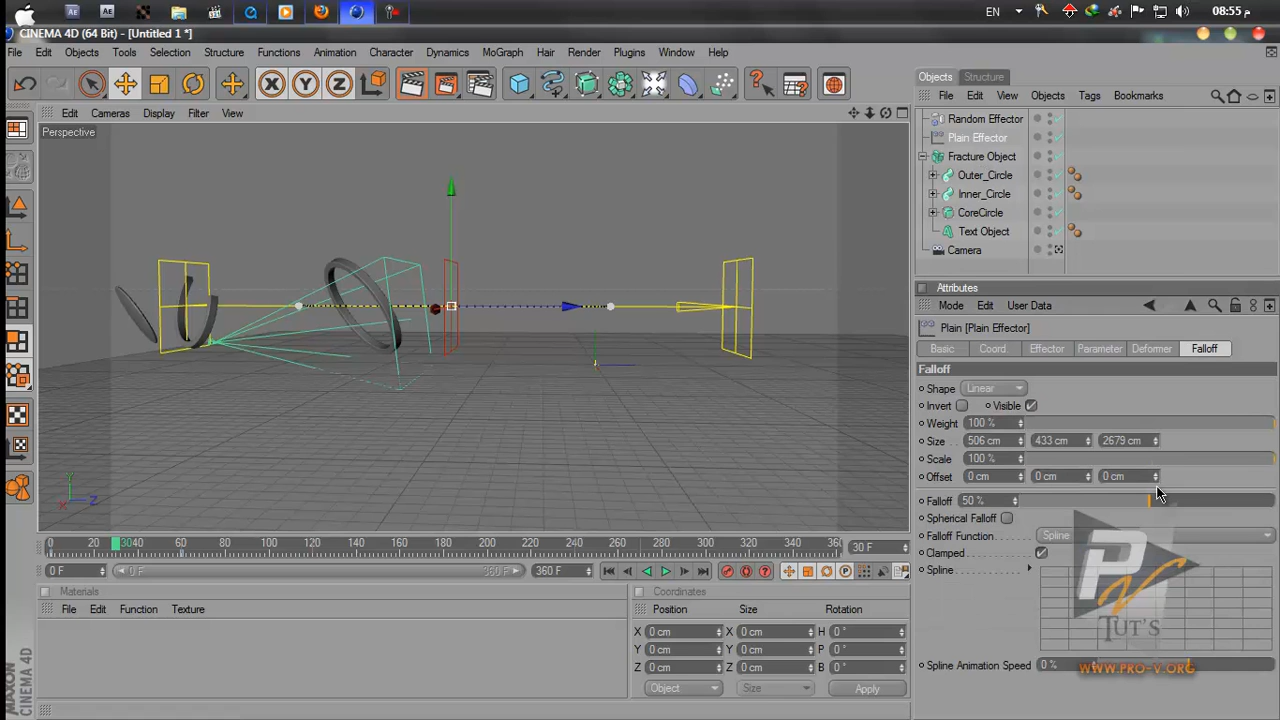 EN
08:55 م
CINEMA 4D (64 Bit) - [Untitled 1 *]
File Edit Objects Tools Selection Structure Functions Animation Character Dynamics MoGraph Hair Render Plugins Window Help
Edit Cameras Display Filter View
Perspective
Y
X
Z
0 20 40 60 80 100 120 140 160 180 200 220 240 260 280 300 320 340 36
30
30 F
0 F
0 F
360 F
360 F
Materials
File Edit Function Texture
Coordinates
Position Size Rotation
X 0 cm X 0 cm H 0 °
Y 0 cm Y 0 cm P 0 °
Z 0 cm Z 0 cm B 0 °
Object Size Apply
MAXON
CINEMA 4D
Objects Structure
File Edit View Objects Tags Bookmarks
Random Effector
Plain Effector
Fracture Object
Outer_Circle
Inner_Circle
CoreCircle
Text Object
Camera
Attributes
Mode Edit User Data
Plain [Plain Effector]
Basic Coord. Effector Parameter Deformer Falloff
Falloff
Shape Linear
Invert Visible
Weight 100 %
Size . . 506 cm 433 cm 2679 cm
Scale 100 %
Offset 0 cm 0 cm 0 cm
Falloff 50 %
Spherical Falloff
Falloff Function Spline
Clamped
Spline
Spline Animation Speed 0 %
PV
TUT'S
WWW.PRO-V.ORG